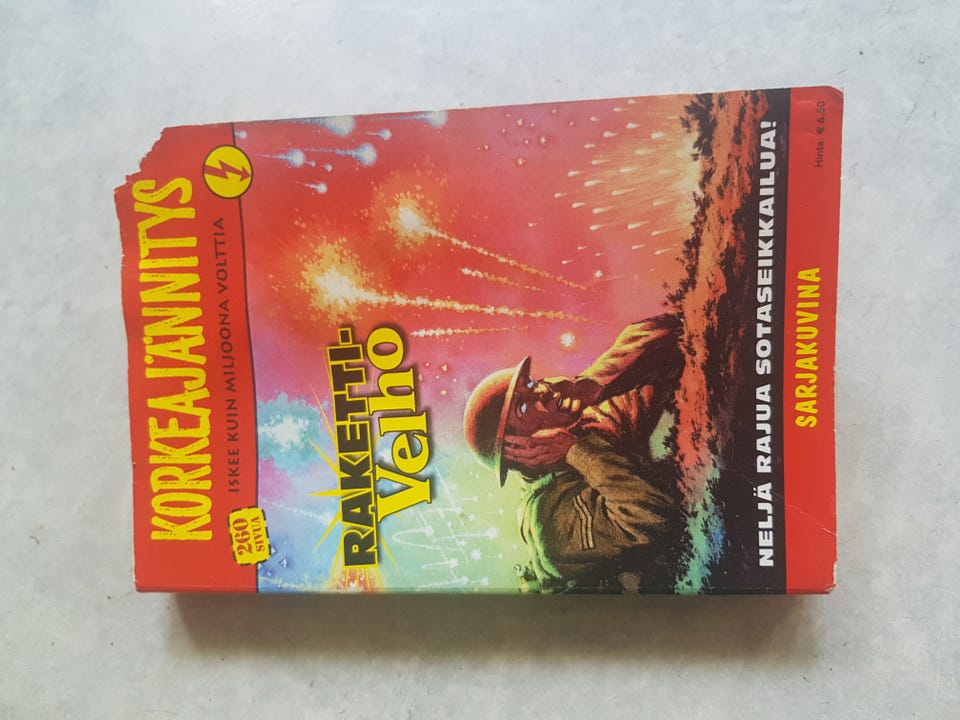 KORKEAJÄNNITYS
ISKEE KUIN MILJOONA VOLTTIA
260
SIVUA
RAKETTI-
Velho
NELJÄ RAJUA SOTASEIKKAILUA!
SARJAKUVINA
Hinta: € 6.50